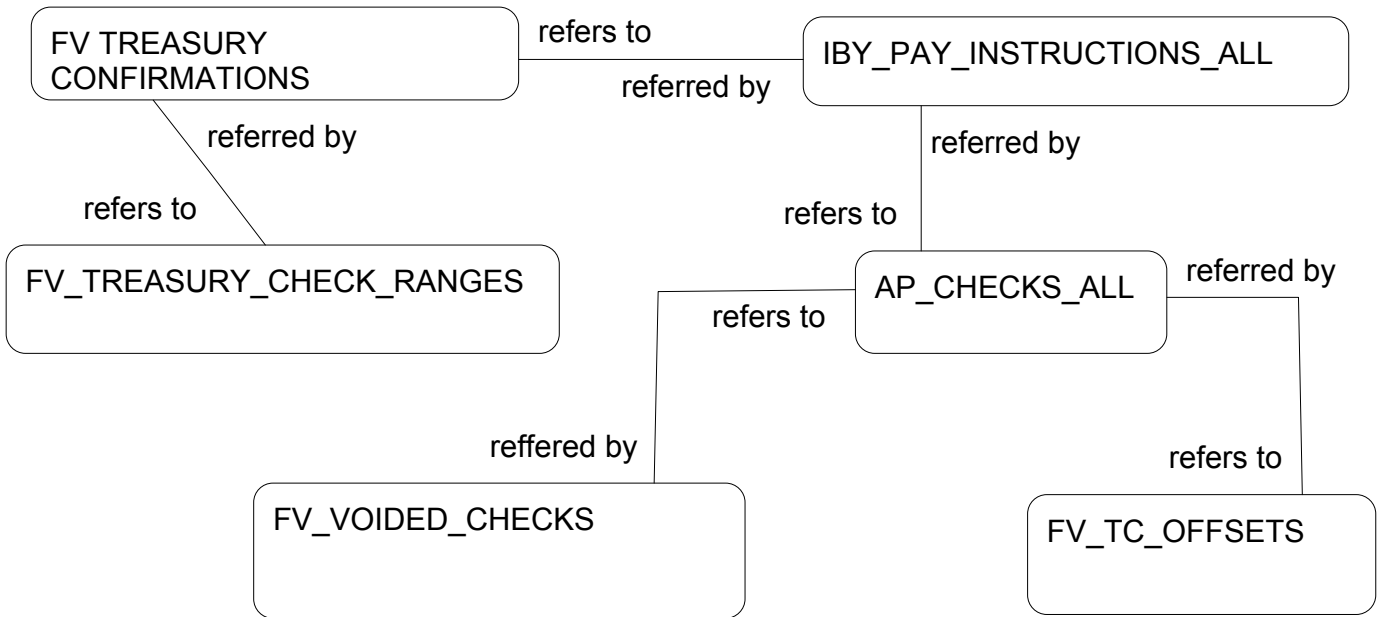 FV TREASURY
CONFIRMATIONS
refers to
referred by
IBY_PAY_INSTRUCTIONS_ALL
referred by
referred by
refers to
refers to
FV_TREASURY_CHECK_RANGES
AP_CHECKS_ALL
referred by
refers to
reffered by
refers to
FV_VOIDED_CHECKS
FV_TC_OFFSETS